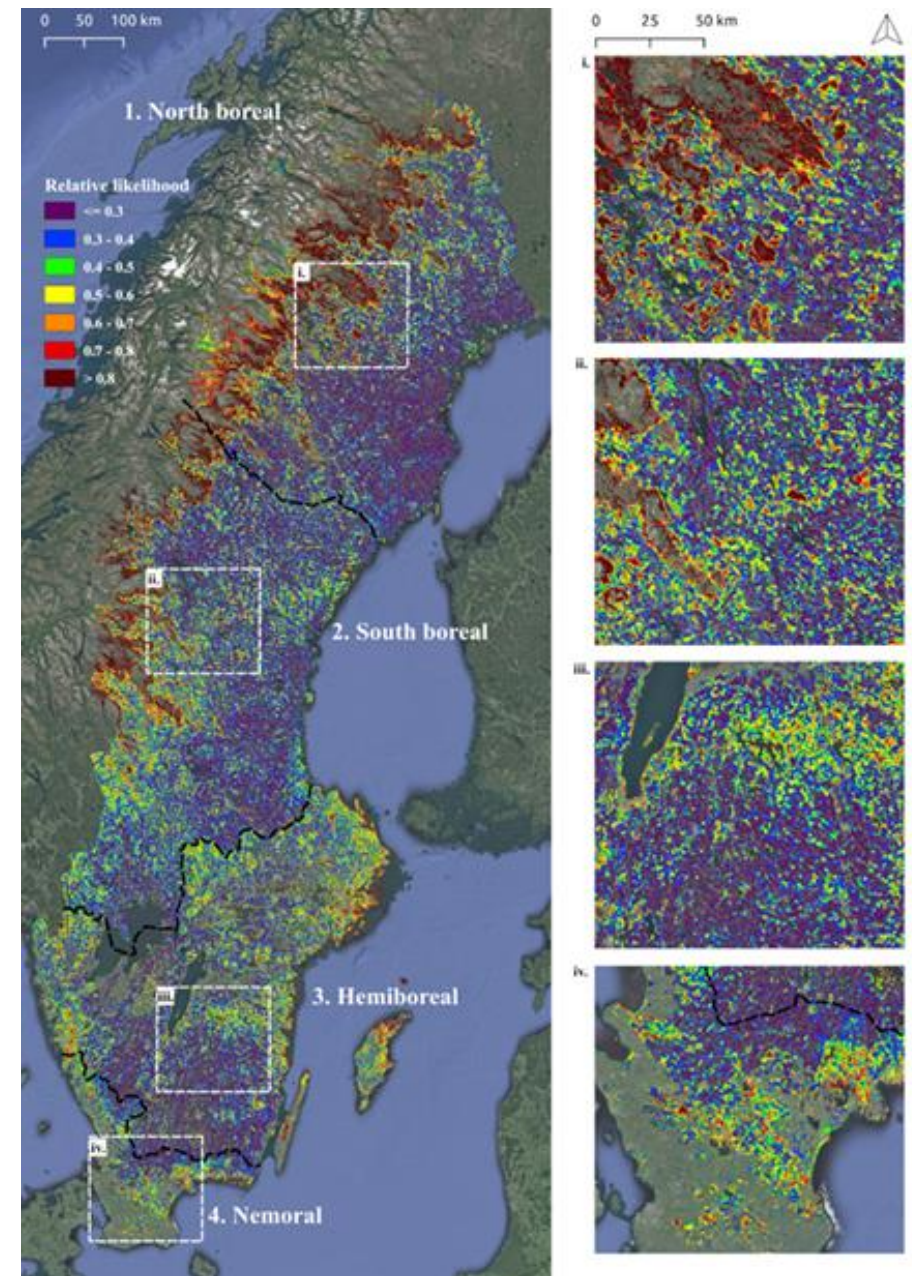 0 50 100 km
1. North boreal
Relative likelihood
<= 0.3
0.3 - 0.4
0.4 - 0.5
0.5 - 0.6
0.6 - 0.7
0.7 - 0.8
> 0.8
i.
ii.
2. South boreal
iii.
3. Hemiboreal
iv.
4. Nemoral
0 25 50 km
i.
ii.
iii.
iv.